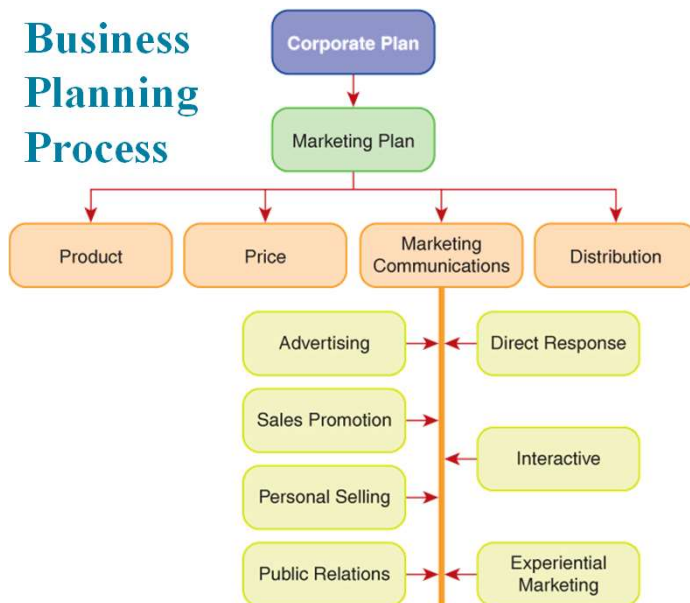 Business
Planning
Process
Corporate Plan
Marketing Plan
Product
Price
Marketing
Communications
Distribution
Advertising
Direct Response
Sales Promotion
Interactive
Personal Selling
Public Relations
Experiential
Marketing